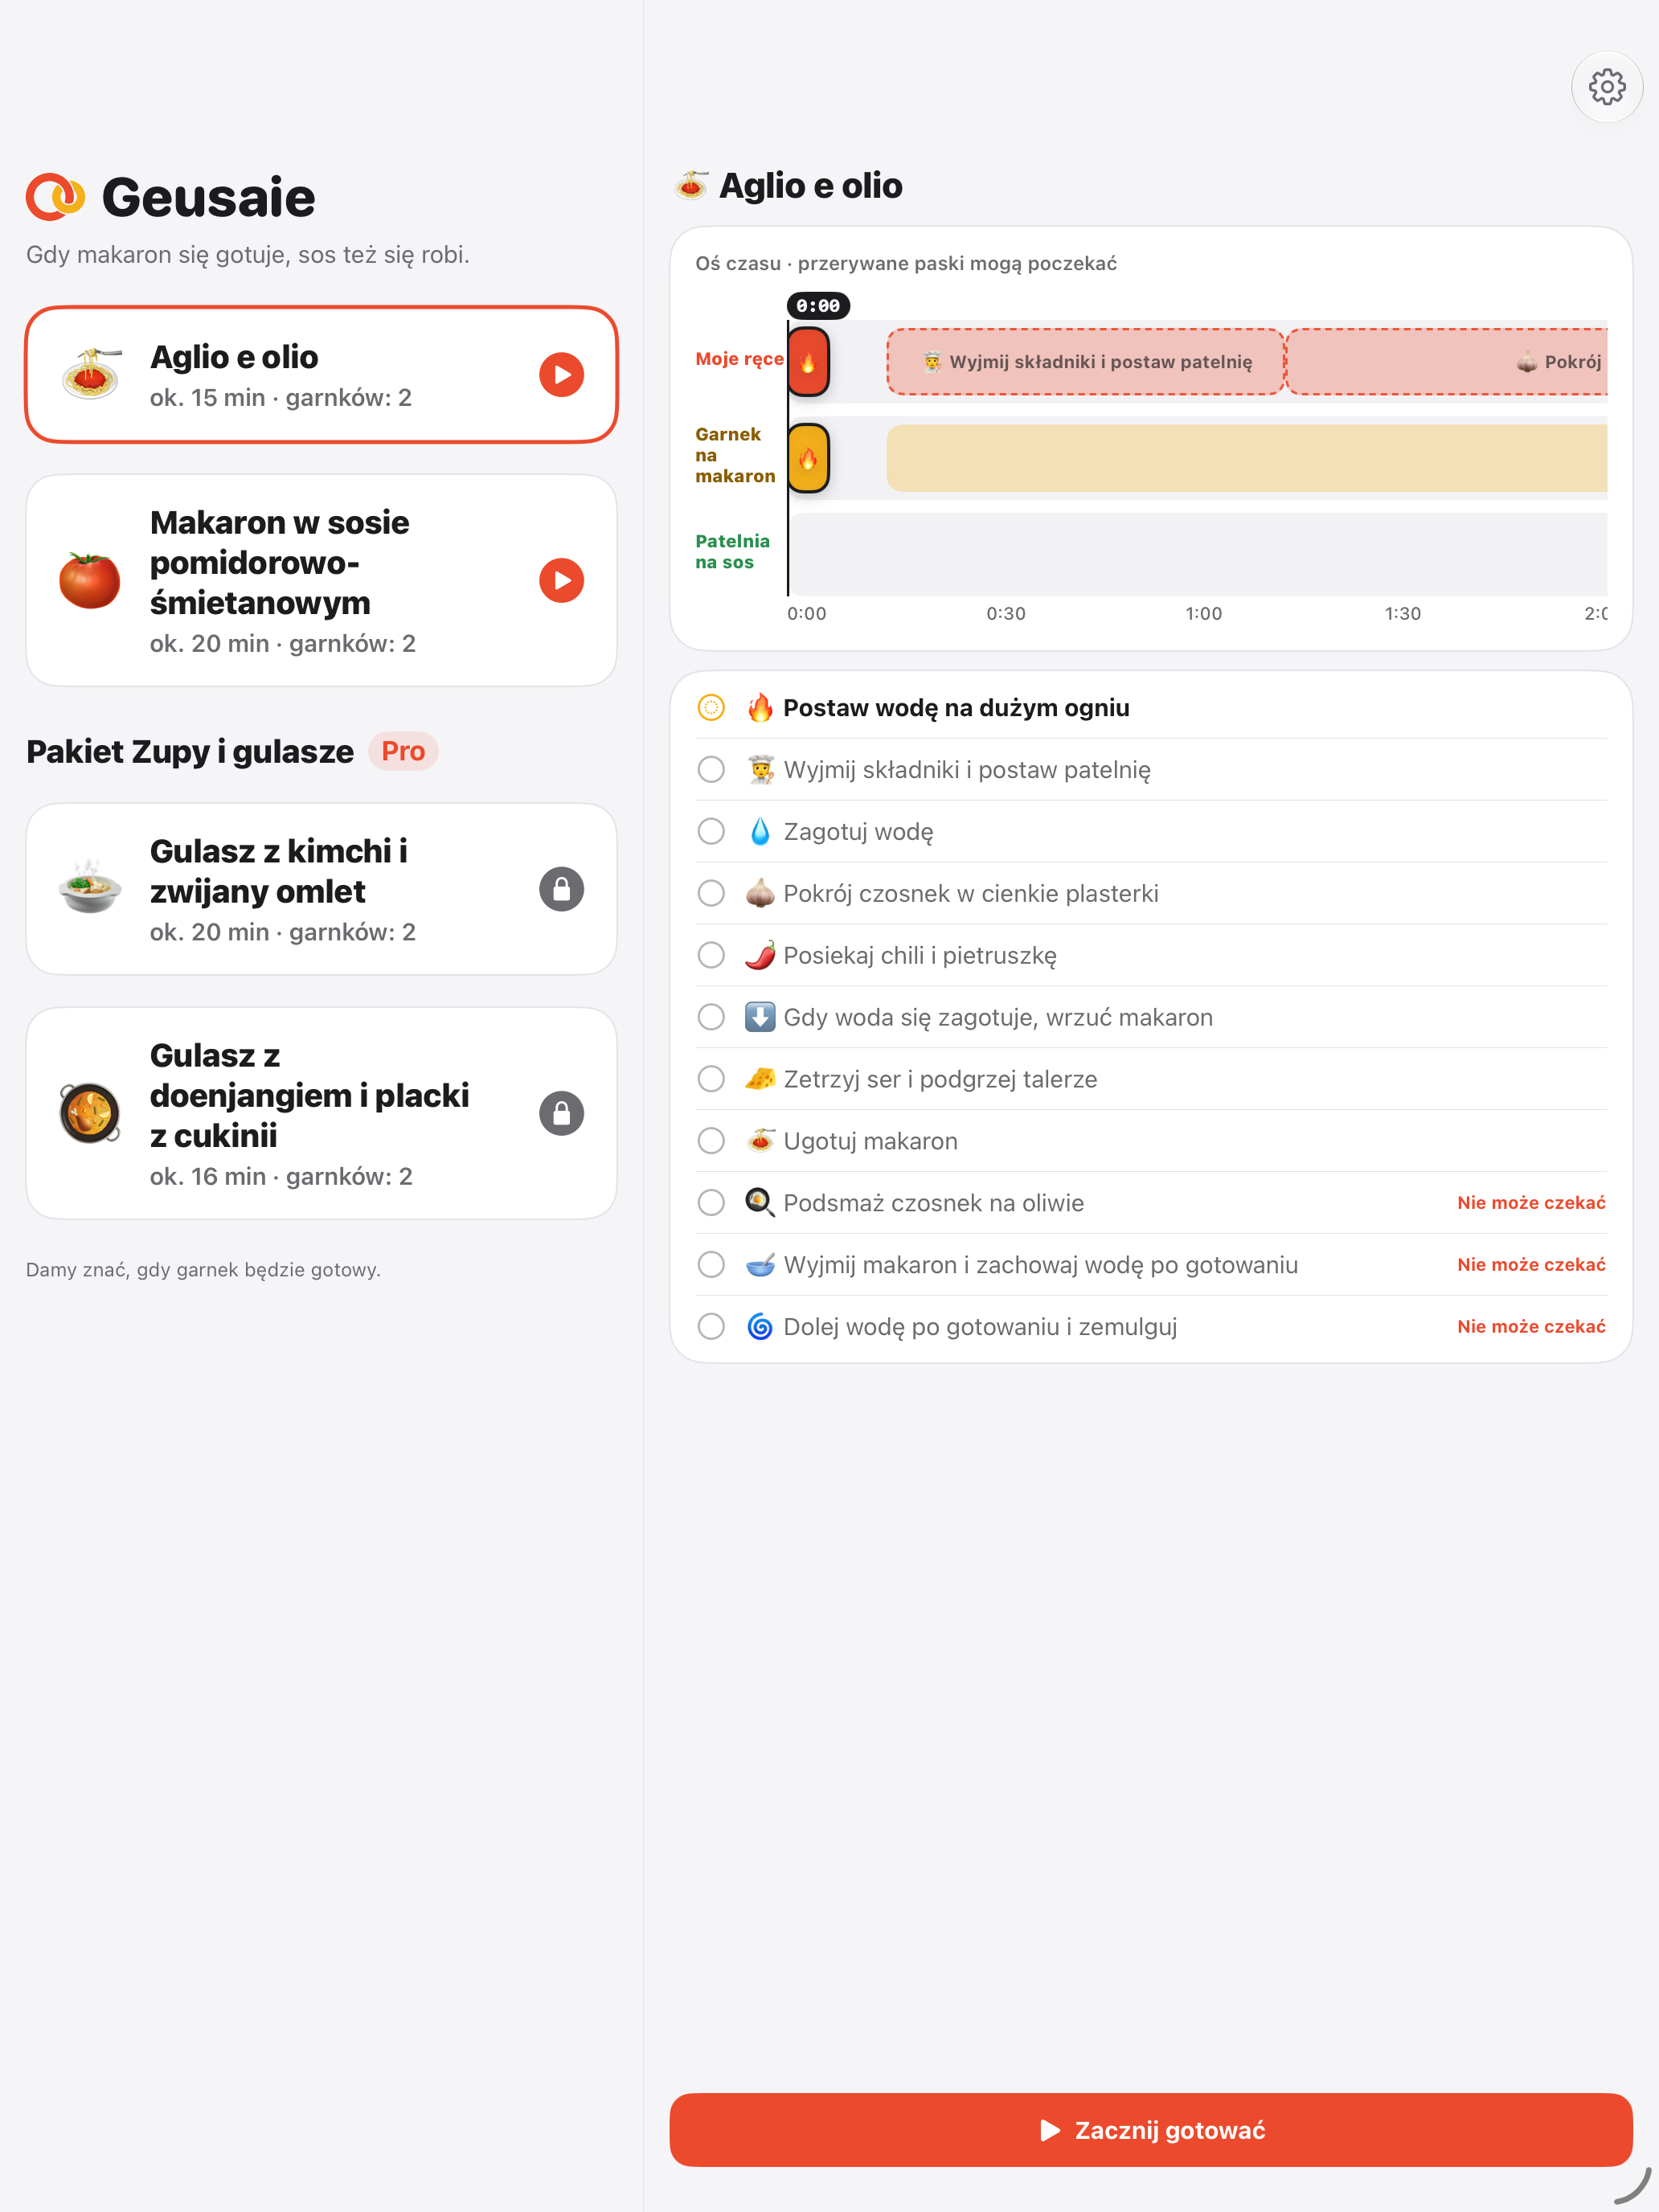 Geusaie
Gdy makaron się gotuje, sos też się robi.
Aglio e olio
ok. 15 min · garnków: 2
Makaron w sosie
pomidorowo-
śmietanowym
ok. 20 min · garnków: 2
Pakiet Zupy i gulasze Pro
Gulasz z kimchi i
zwijany omlet
ok. 20 min · garnków: 2
Gulasz z
doenjangiem i placki
z cukinii
ok. 16 min · garnków: 2
Damy znać, gdy garnek będzie gotowy.
Aglio e olio
Oś czasu · przerywane paski mogą poczekać
0:00
Moje ręce
Wyjmij składniki i postaw patelnię
Pokrój
Garnek
na
makaron
Patelnia
na sos
0:00 0:30 1:00 1:30
Postaw wodę na dużym ogniu
Wyjmij składniki i postaw patelnię
Zagotuj wodę
Pokrój czosnek w cienkie plasterki
Posiekaj chili i pietruszkę
Gdy woda się zagotuje, wrzuć makaron
Zetrzyj ser i podgrzej talerze
Ugotuj makaron
Podsmaż czosnek na oliwie Nie może czekać
Wyjmij makaron i zachowaj wodę po gotowaniu Nie może czekać
Dolej wodę po gotowaniu i zemulguj Nie może czekać
Zacznij gotować